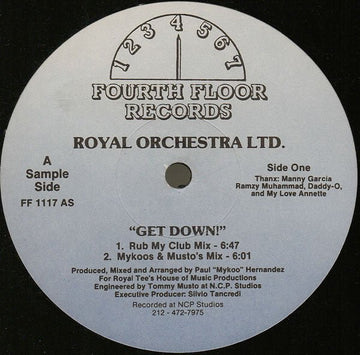 1 2 3 4 5 6 7
FOURTH FLOOR
RECORDS
ROYAL ORCHESTRA LTD.
A
Sample
Side
FF 1117 AS
Side One
Thanx: Manny Garcia
Ramzy Muhammad, Daddy-O,
and My Love Annette
"GET DOWN!"
1. Rub My Club Mix - 6:47
2. Mykoos & Musto's Mix - 6:01
Produced, Mixed and Arranged by Paul "Mykoo" Hernandez
For Royal Tee's House of Music Productions
Engineered by Tommy Musto at N.C.P. Studios
Executive Producer: Silvio Tancredi
Recorded at NCP Studios
212 - 472-7975